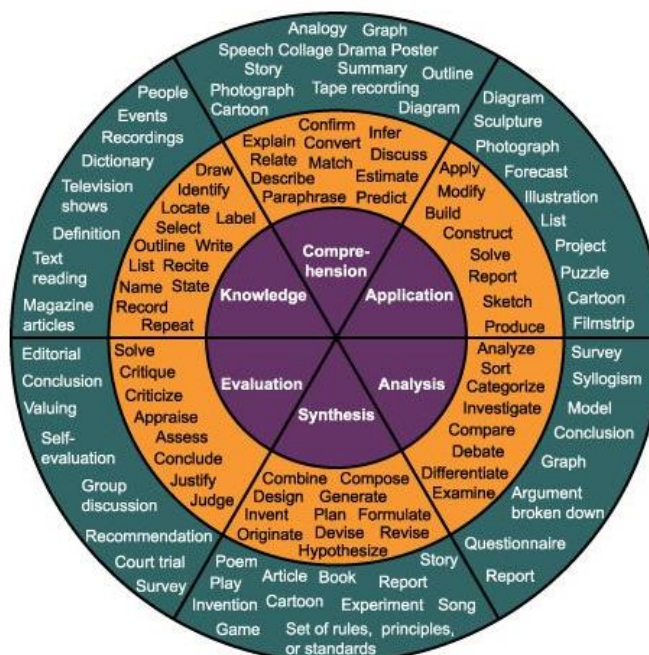 Analogy Graph
Speech Collage Drama Poster
Story Summary Outline
Photograph Tape recording
Cartoon Diagram
Confirm Infer
Explain Convert
Relate Match Discuss
Describe Estimate
Paraphrase Predict
Compre-
hension
Diagram
Sculpture
Photograph
Forecast
Illustration
List
Project
Puzzle
Cartoon
Filmstrip
Apply
Modify
Build
Construct
Solve
Report
Sketch
Produce
Application
Survey
Syllogism
Model
Conclusion
Graph
Argument
broken down
Questionnaire
Report
Analyze
Sort
Categorize
Investigate
Compare
Debate
Differentiate
Examine
Analysis
Synthesis
Combine Compose
Design Generate
Invent Plan Formulate
Originate Devise Revise
Hypothesize
Poem Story
Play Article Book Report
Invention Cartoon Experiment Song
Game Set of rules, principles,
or standards
Evaluation
Solve
Critique
Criticize
Appraise
Assess
Conclude
Justify
Judge
Editorial
Conclusion
Valuing
Self-
evaluation
Group
discussion
Recommendation
Court trial
Survey
Knowledge
Draw
Identify
Locate
Select Label
Outline Write
List Recite
Name State
Record
Repeat
People
Events
Recordings
Dictionary
Television
shows
Definition
Text
reading
Magazine
articles